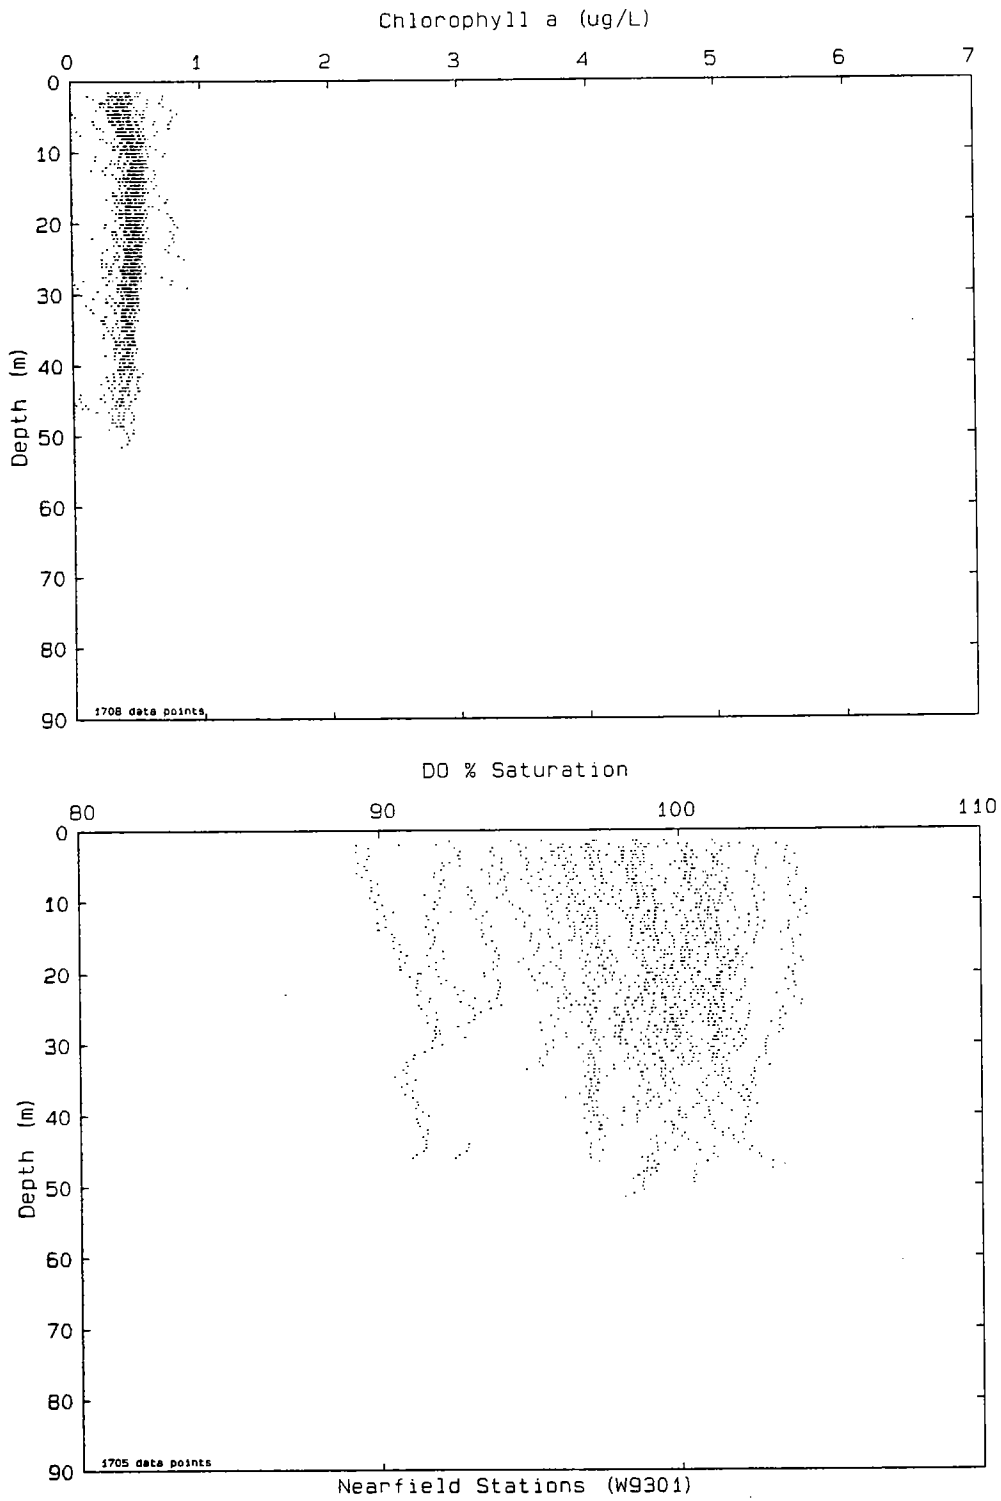 Chlorophyll a (ug/L)
0 1 2 3 4 5 6 7
0
10
20
30
40
50
60
70
80
90
Depth (m)
1708 data points
DO % Saturation
80 90 100 110
0
10
20
30
40
50
60
70
80
90
Depth (m)
1705 data points
Nearfield Stations (W9301)